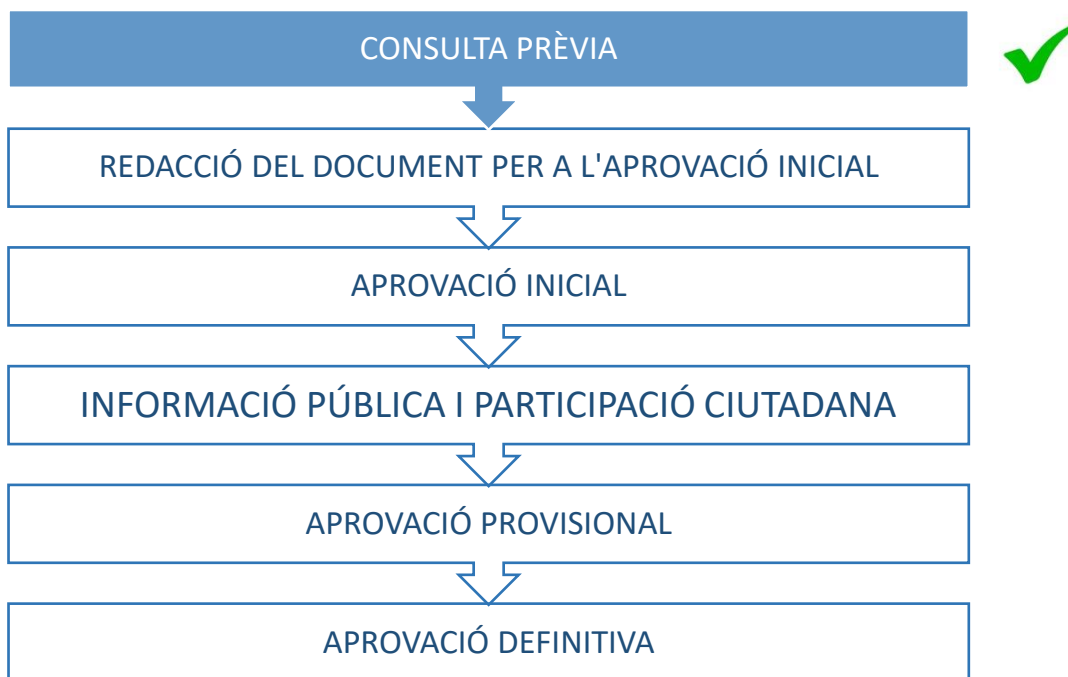 CONSULTA PRÈVIA
REDACCIÓ DEL DOCUMENT PER A L'APROVACIÓ INICIAL
APROVACIÓ INICIAL
INFORMACIÓ PÚBLICA I PARTICIPACIÓ CIUTADANA
APROVACIÓ PROVISIONAL
APROVACIÓ DEFINITIVA